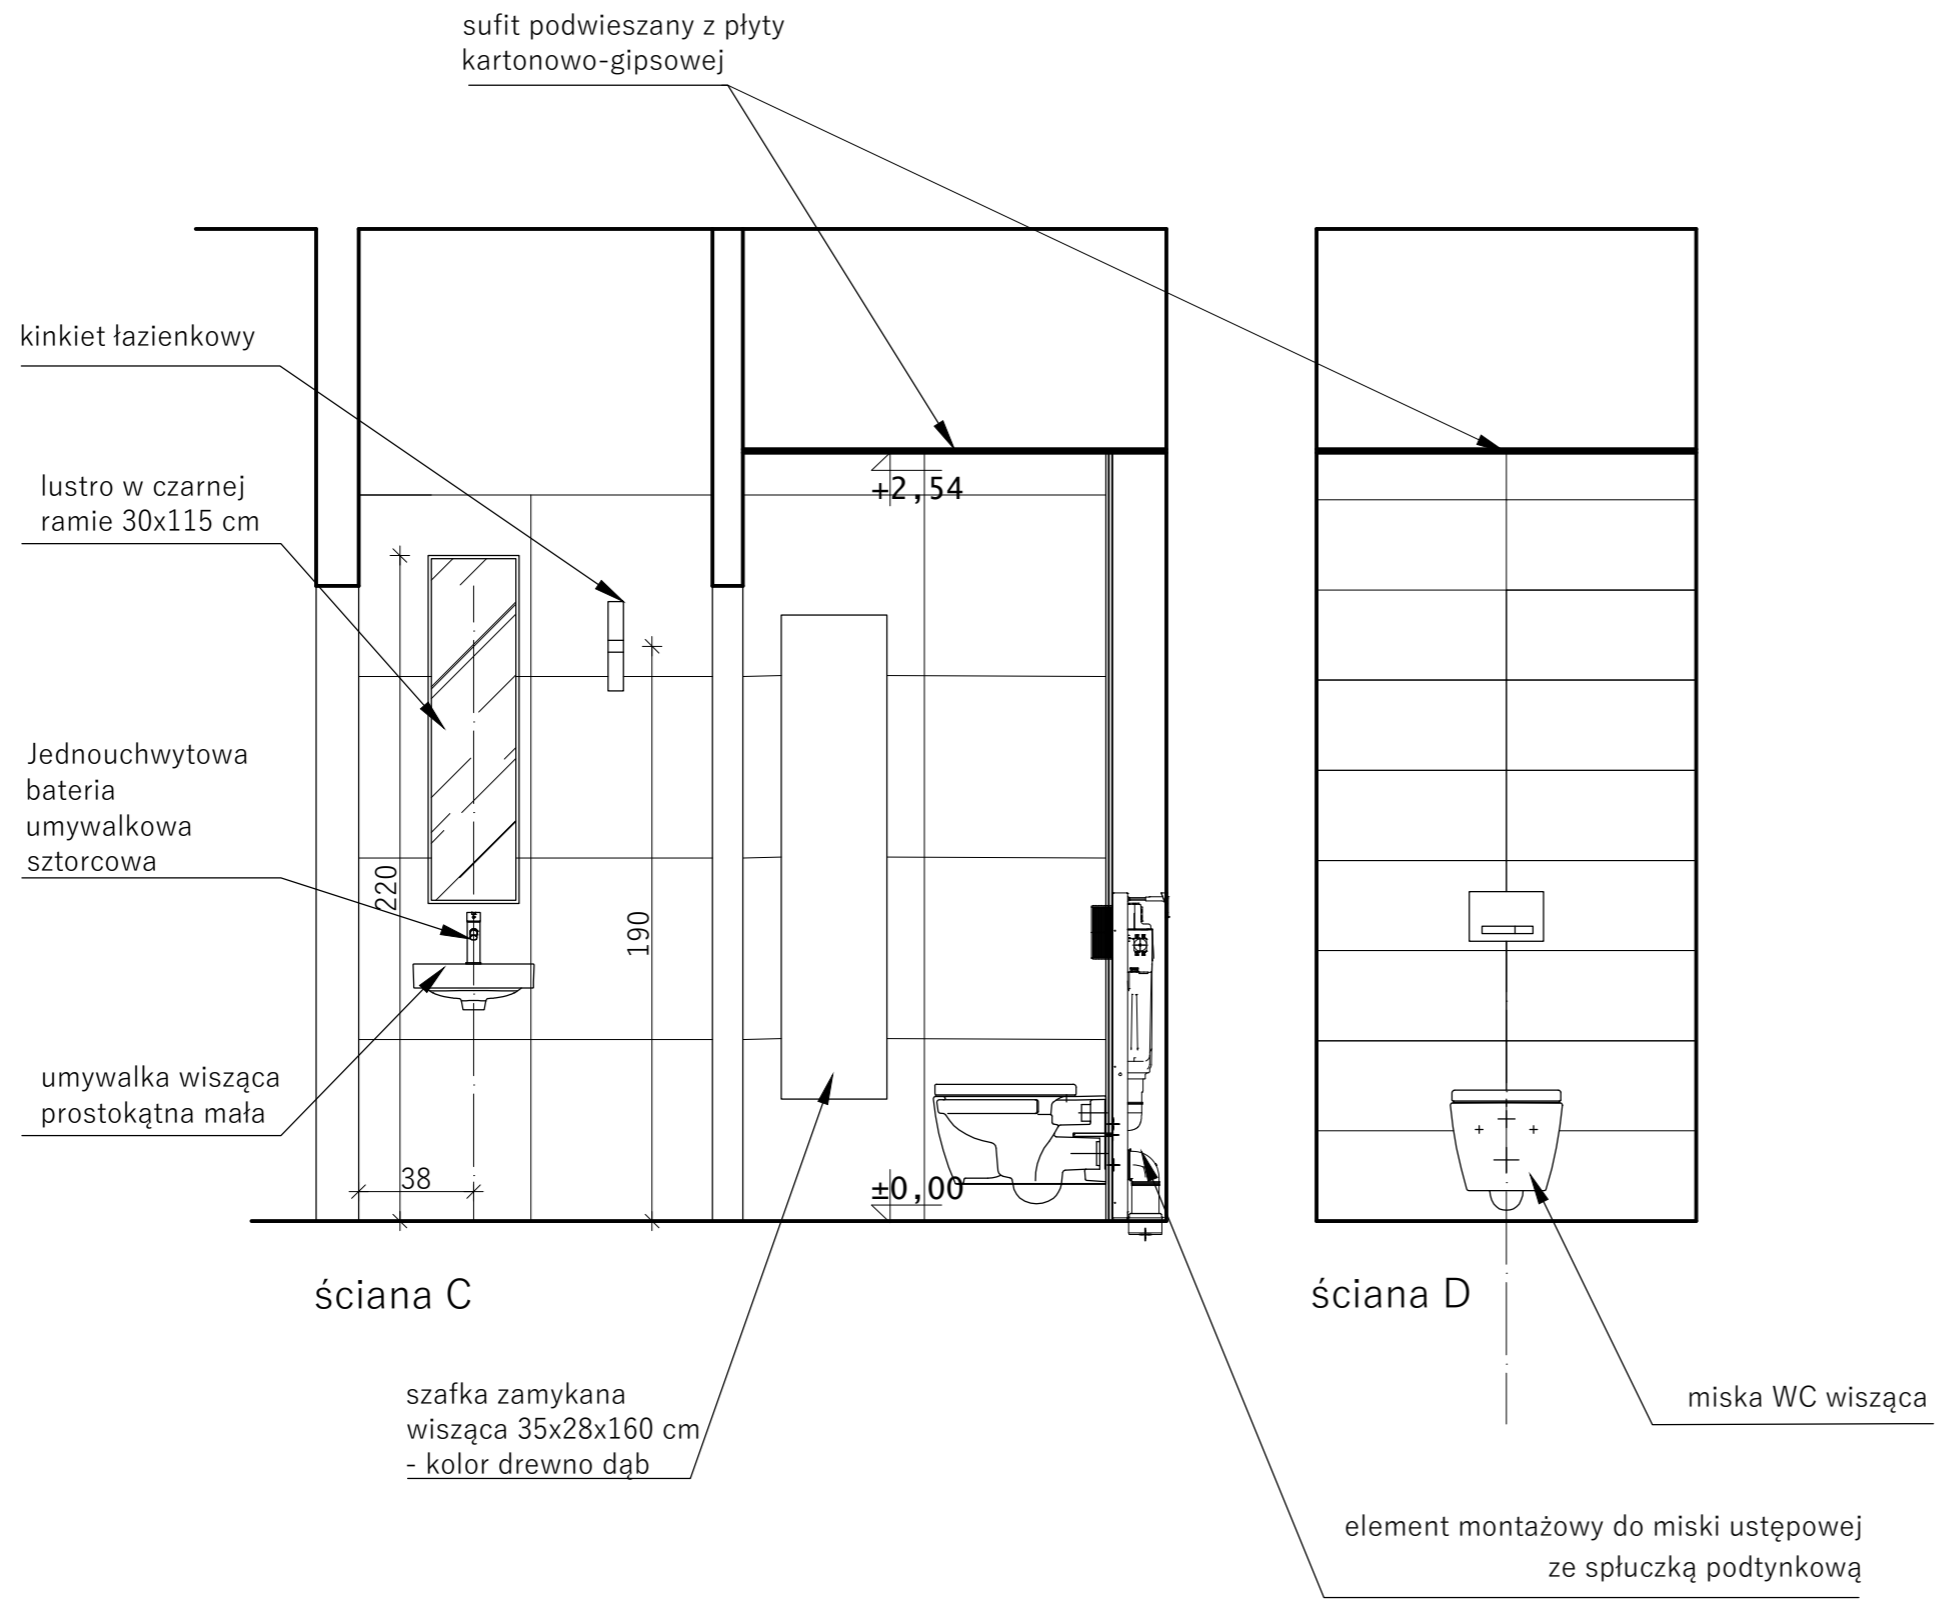 sufit podwieszany z płyty
kartonowo-gipsowej
kinkiet łazienkowy
lustro w czarnej
ramie 30x115 cm
+2,54
Jednouchwytowa
bateria
umywalkowa
sztorcowa
220
190
umywalka wisząca
prostokątna mała
38
±0,00
ściana C
ściana D
szafka zamykana
wisząca 35x28x160 cm
- kolor drewno dąb
miska WC wisząca
element montażowy do miski ustępowej
ze spłuczką podtynkową